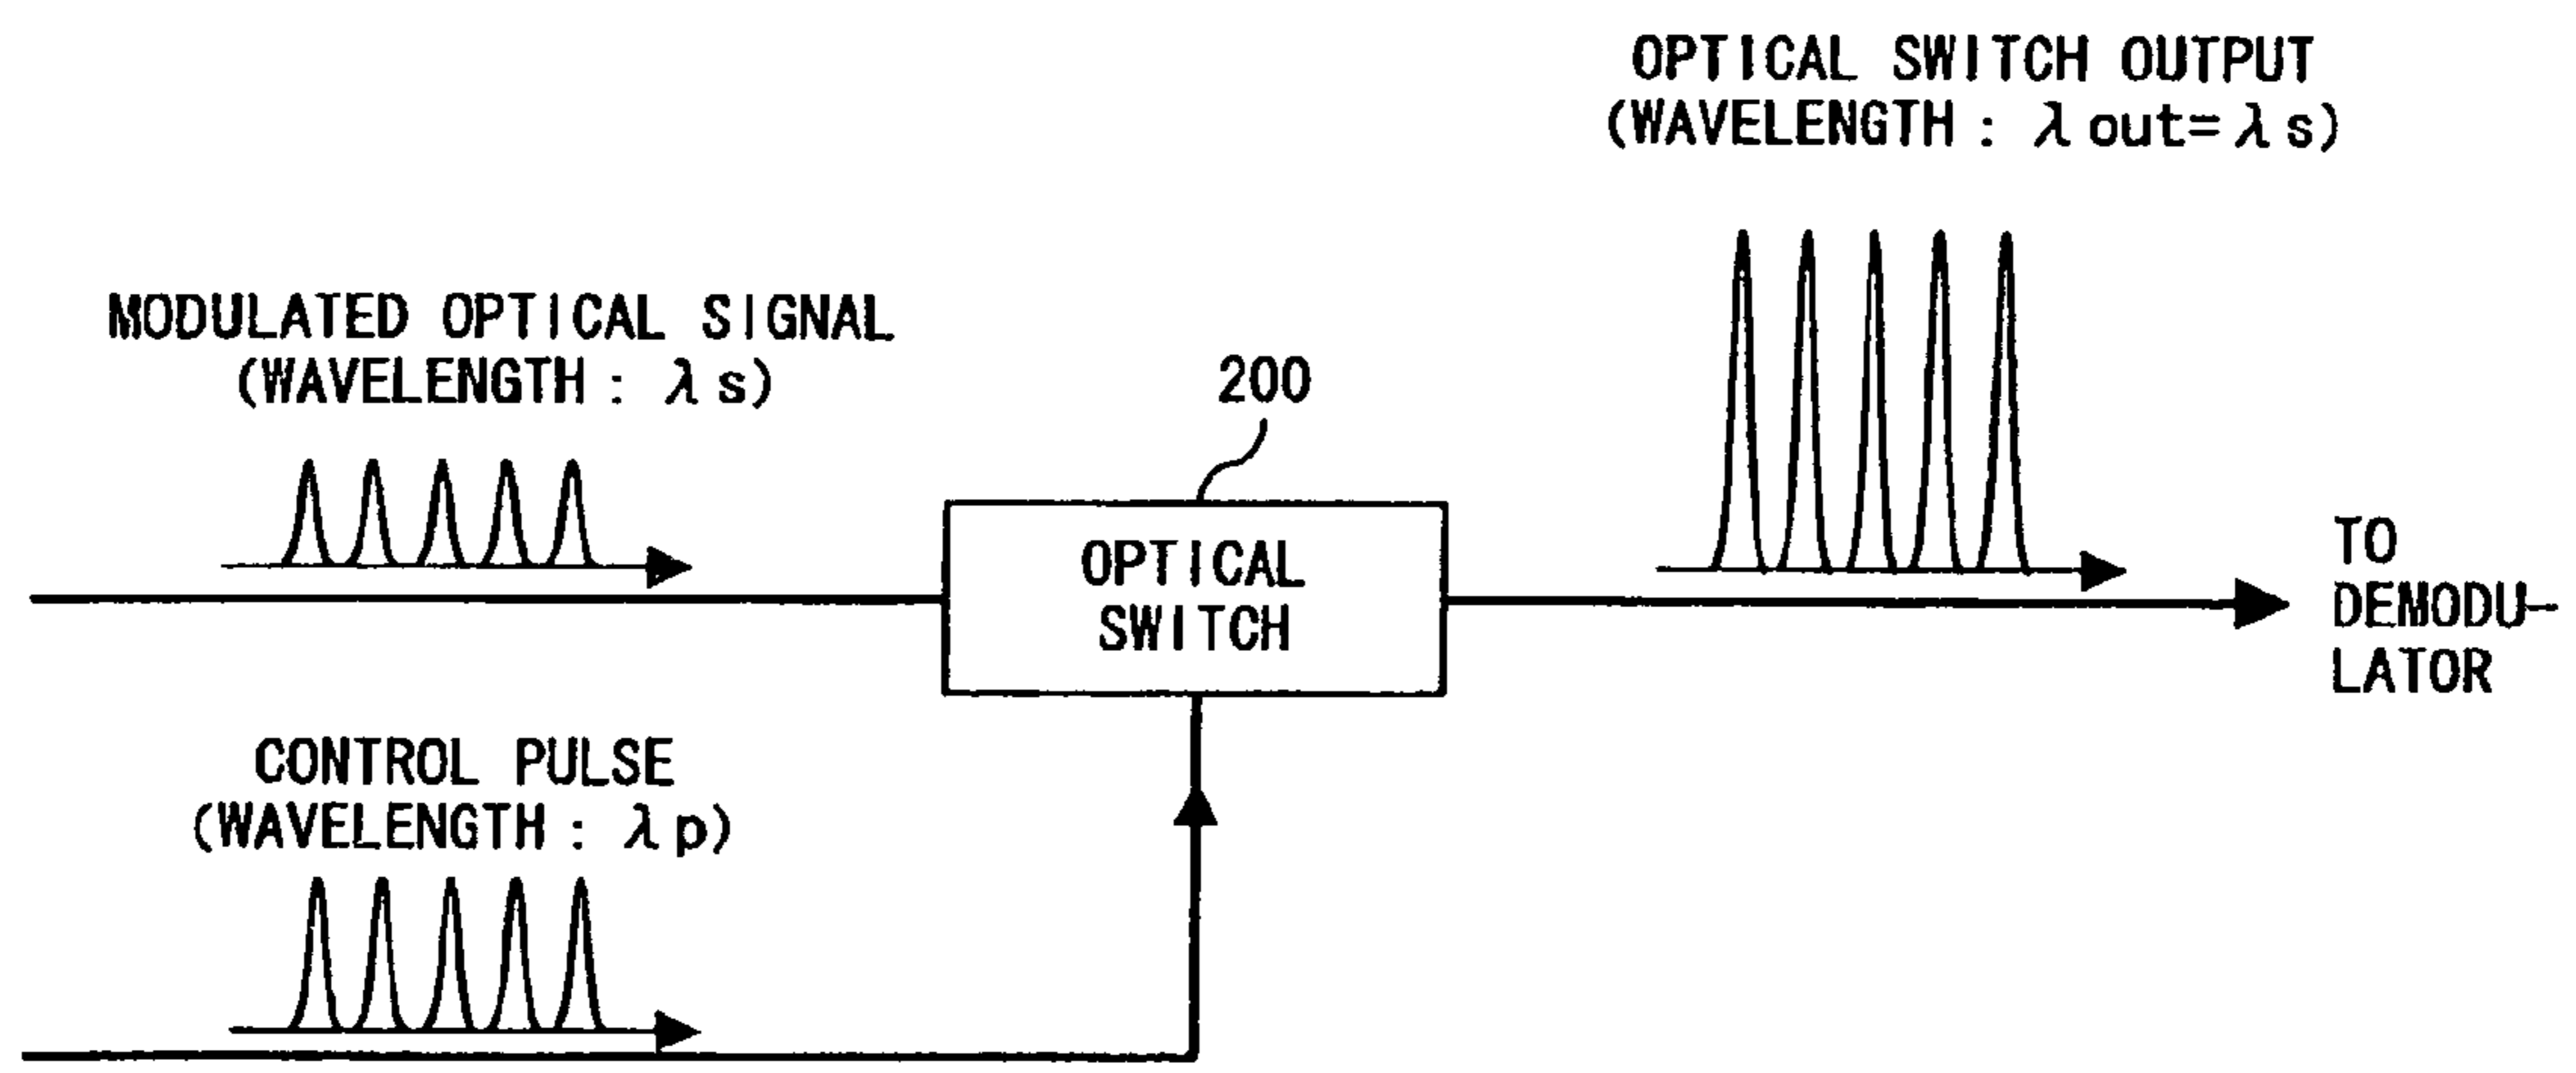 OPTICAL SWITCH OUTPUT
(WAVELENGTH : λout=λs)
MODULATED OPTICAL SIGNAL
(WAVELENGTH : λs)
200
OPTICAL
SWITCH
TO
DEMODU-
LATOR
CONTROL PULSE
(WAVELENGTH : λp)